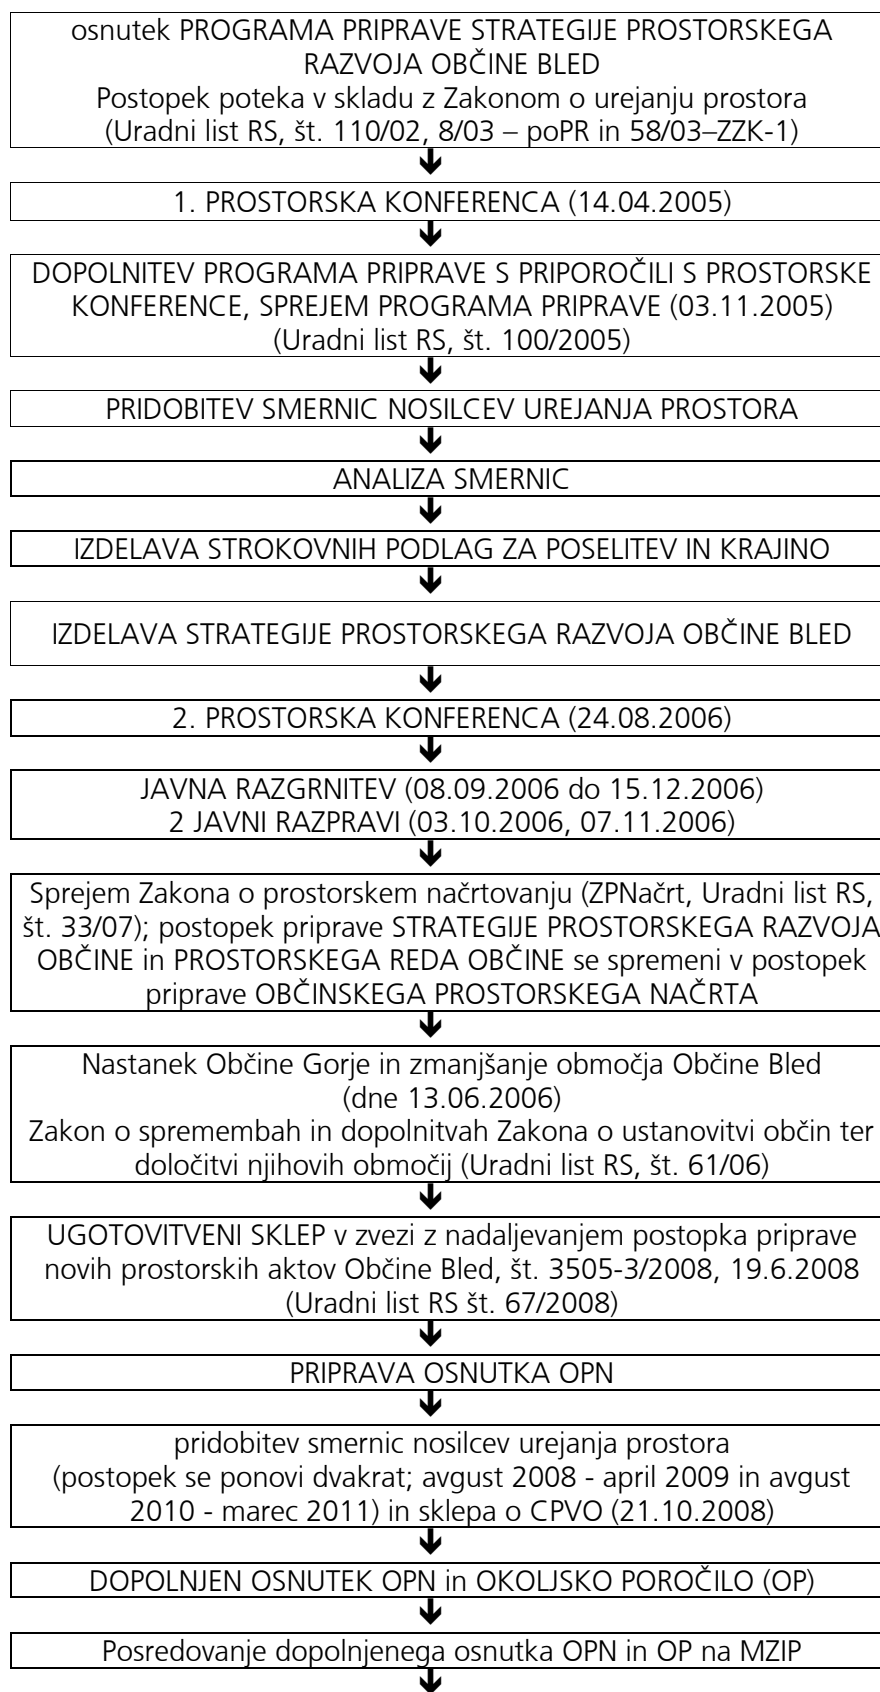 osnutek PROGRAMA PRIPRAVE STRATEGIJE PROSTORSKEGA
RAZVOJA OBČINE BLED
Postopek poteka v skladu z Zakonom o urejanju prostora
(Uradni list RS, št. 110/02, 8/03 – poPR in 58/03–ZZK-1)
1. PROSTORSKA KONFERENCA (14.04.2005)
DOPOLNITEV PROGRAMA PRIPRAVE S PRIPOROČILI S PROSTORSKE
KONFERENCE, SPREJEM PROGRAMA PRIPRAVE (03.11.2005)
(Uradni list RS, št. 100/2005)
PRIDOBITEV SMERNIC NOSILCEV UREJANJA PROSTORA
ANALIZA SMERNIC
IZDELAVA STROKOVNIH PODLAG ZA POSELITEV IN KRAJINO
IZDELAVA STRATEGIJE PROSTORSKEGA RAZVOJA OBČINE BLED
2. PROSTORSKA KONFERENCA (24.08.2006)
JAVNA RAZGRNITEV (08.09.2006 do 15.12.2006)
2 JAVNI RAZPRAVI (03.10.2006, 07.11.2006)
Sprejem Zakona o prostorskem načrtovanju (ZPNačrt, Uradni list RS,
št. 33/07); postopek priprave STRATEGIJE PROSTORSKEGA RAZVOJA
OBČINE in PROSTORSKEGA REDA OBČINE se spremeni v postopek
priprave OBČINSKEGA PROSTORSKEGA NAČRTA
Nastanek Občine Gorje in zmanjšanje območja Občine Bled
(dne 13.06.2006)
Zakon o spremembah in dopolnitvah Zakona o ustanovitvi občin ter
določitvi njihovih območij (Uradni list RS, št. 61/06)
UGOTOVITVENI SKLEP v zvezi z nadaljevanjem postopka priprave
novih prostorskih aktov Občine Bled, št. 3505-3/2008, 19.6.2008
(Uradni list RS št. 67/2008)
PRIPRAVA OSNUTKA OPN
pridobitev smernic nosilcev urejanja prostora
(postopek se ponovi dvakrat; avgust 2008 - april 2009 in avgust
2010 - marec 2011) in sklepa o CPVO (21.10.2008)
DOPOLNJEN OSNUTEK OPN in OKOLJSKO POROČILO (OP)
Posredovanje dopolnjenega osnutka OPN in OP na MZIP